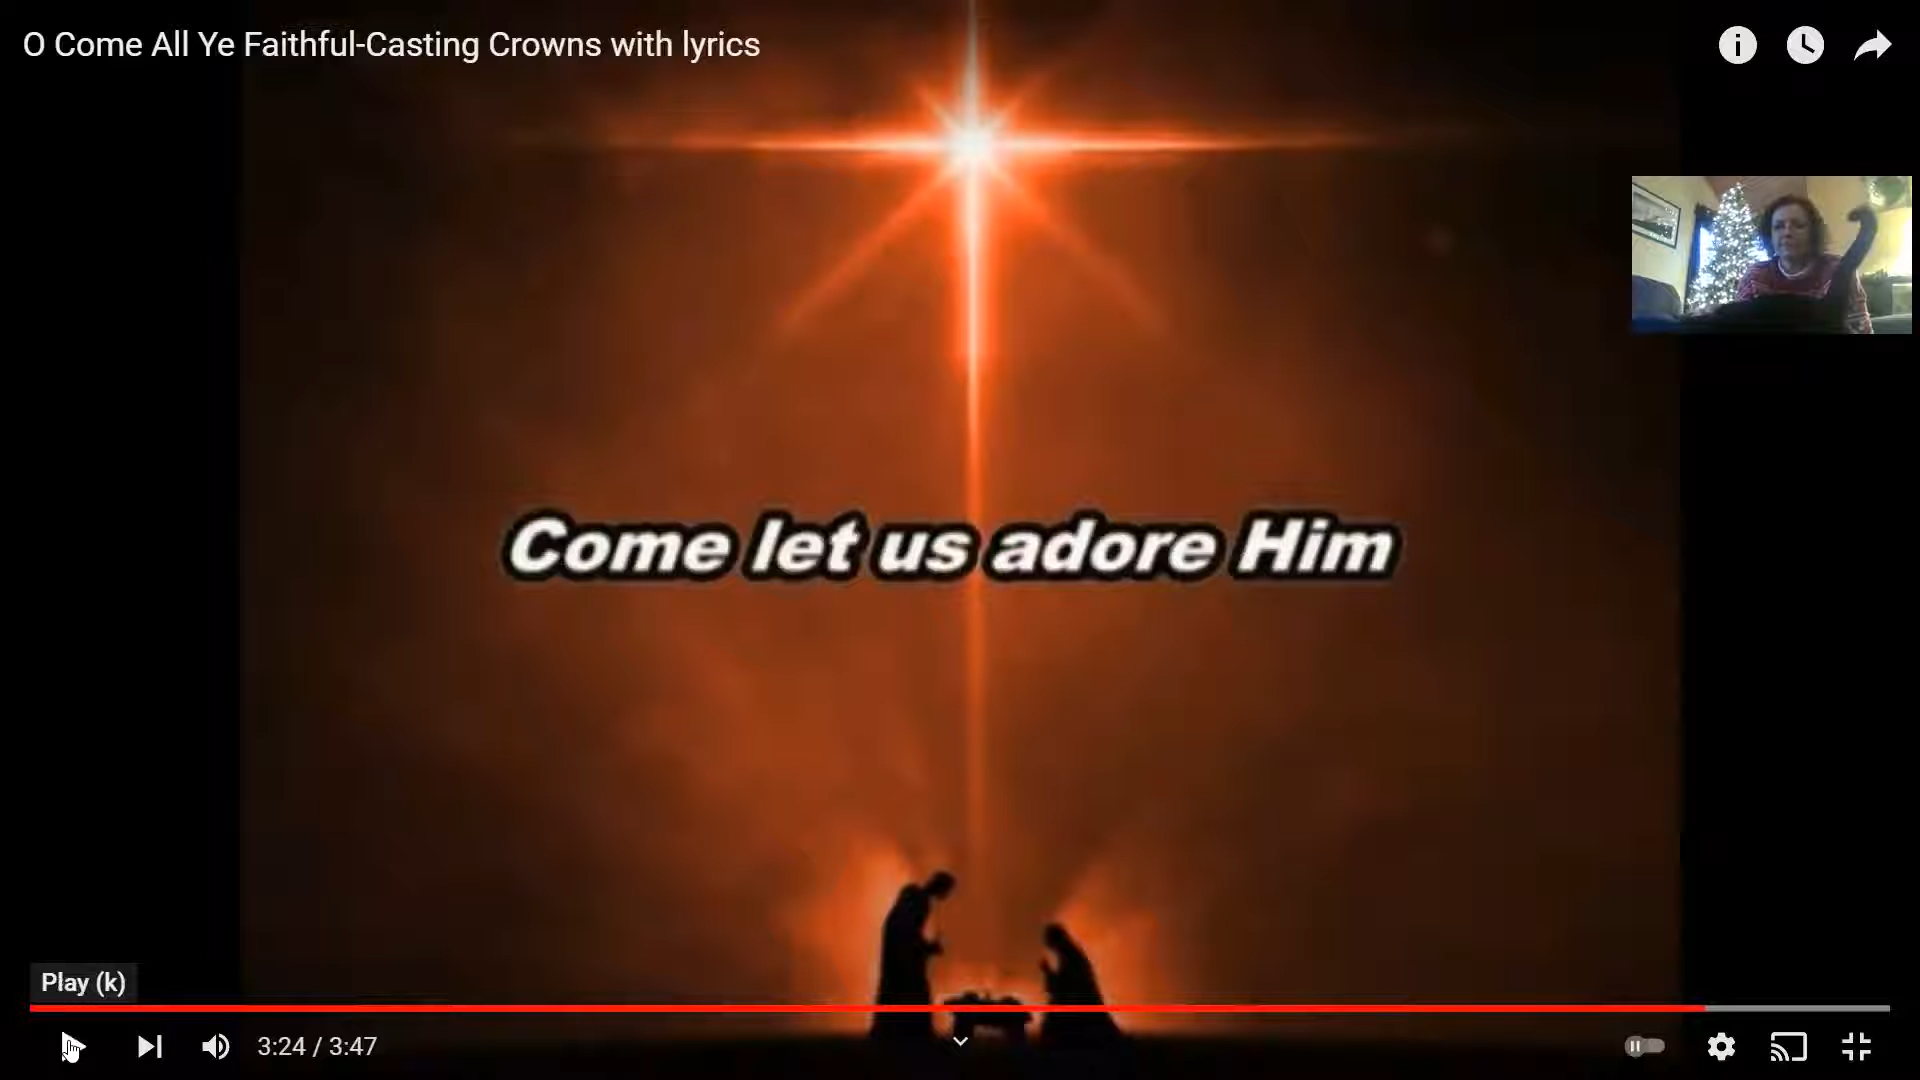 O Come All Ye Faithful-Casting Crowns with lyrics
Come let us adore Him
Play (k)
3:24 / 3:47